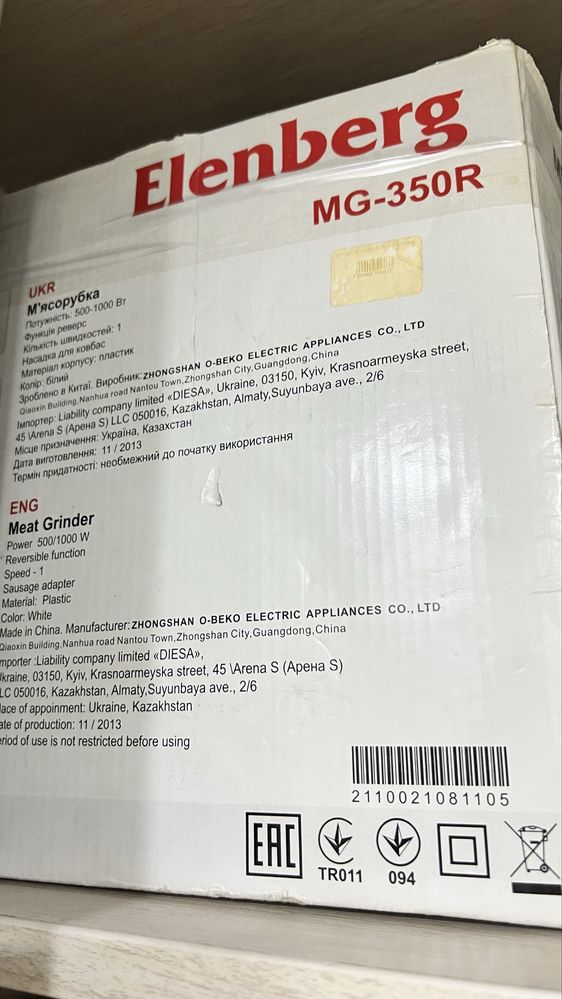 Elenberg
MG-350R
UKR
М'ясорубка
Потужність: 500-1000 Вт
Функція реверс
Кількість швидкостей: 1
Насадка для ковбас
Матеріал корпусу: пластик
Колір: білий
Зроблено в Китаї. Виробник: ZHONGSHAN O-BEKO ELECTRIC APPLIANCES CO., LTD
Qiaoxin Building,Nanhua road Nantou Town,Zhongshan City,Guangdong,China
Імпортер: Liability company limited «DIESA», Ukraine, 03150, Kyiv, Krasnoarmeyska street,
45 \Arena S (Арена S) LLC 050016, Kazakhstan, Almaty,Suyunbaya ave., 2/6
Місце призначення: Україна, Казахстан
Дата виготовлення: 11 / 2013
Термін придатності: необмежний до початку використання
ENG
Meat Grinder
Power 500/1000 W
Reversible function
Speed - 1
Sausage adapter
Material: Plastic
Color: White
Made in China. Manufacturer: ZHONGSHAN O-BEKO ELECTRIC APPLIANCES CO., LTD
Qiaoxin Building,Nanhua road Nantou Town,Zhongshan City,Guangdong,China
mporter :Liability company limited «DIESA»,
kraine, 03150, Kyiv, Krasnoarmeyska street, 45 \Arena S (Арена S)
LC 050016, Kazakhstan, Almaty,Suyunbaya ave., 2/6
lace of appoinment: Ukraine, Kazakhstan
ate of production: 11 / 2013
eriod of use is not restricted before using
2110021081105
EAC
TR011
094